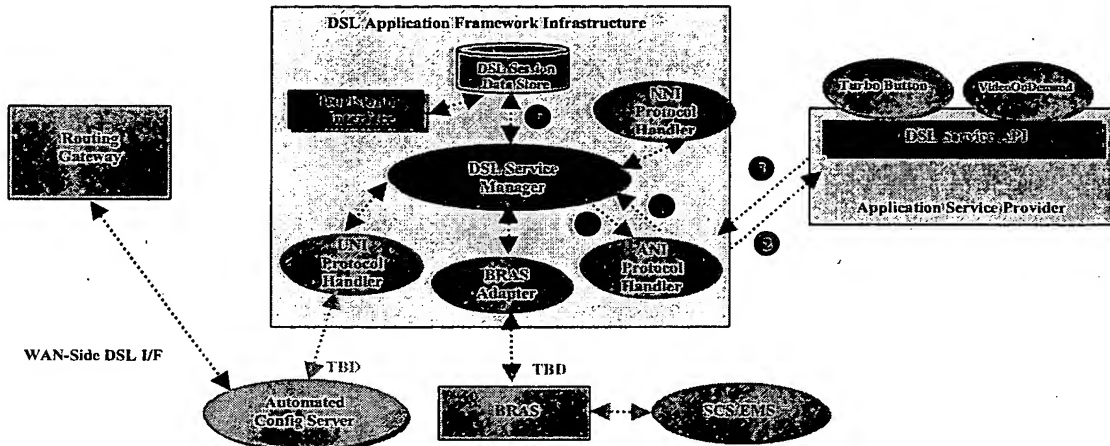 DSL Application Framework Infrastructure
DSL Session
Data Store
Interface
NNI
Protocol
Handler
Turbo Button
VideoOnDemand
Routing
Gateway
DSL Service
Manager
DSL Service API
Application Service Provider
UNI
Protocol
Handler
BRAS
Adapter
ANI
Protocol
Handler
WAN-Side DSL I/F
TBD
TBD
Automated
Config Server
BRAS
SCS/EMS